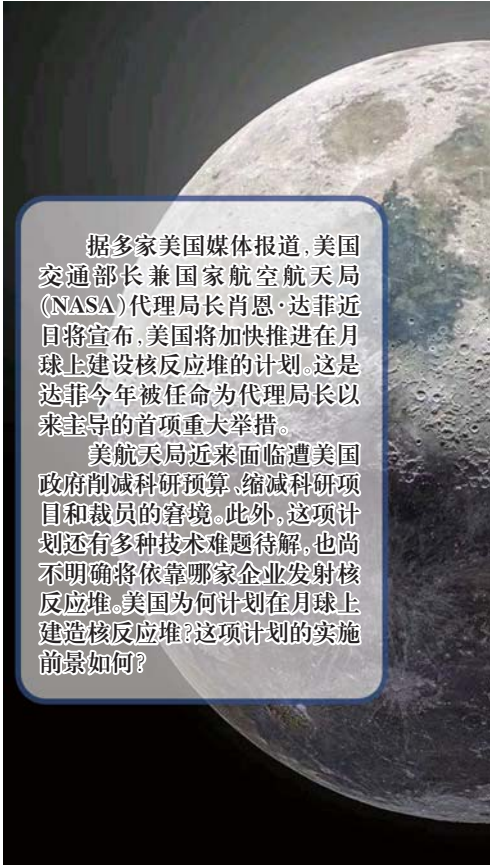 据多家美国媒体报道，美国
交通部长兼国家航空航天局
（NASA）代理局长肖恩·达菲近
日将宣布，美国将加快推进在月
球上建设核反应堆的计划。这是
达菲今年被任命为代理局长以
来主导的首项重大举措。
美航天局近来面临遭美国
政府削减科研预算、缩减科研项
目和裁员的窘境。此外，这项计
划还有多种技术难题待解，也尚
不明确将依靠哪家企业发射核
反应堆。美国为何计划在月球上
建造核反应堆？这项计划的实施
前景如何？